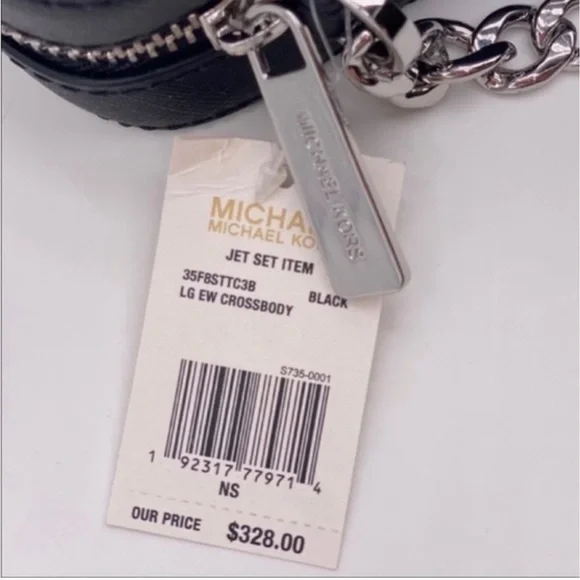 MICHA
MICHAEL KO
MICHAEL KORS
JET SET ITEM
35F8STTC3B BLACK
LG EW CROSSBODY
S735-0001
1 92317 77971 4
NS
OUR PRICE $328.00